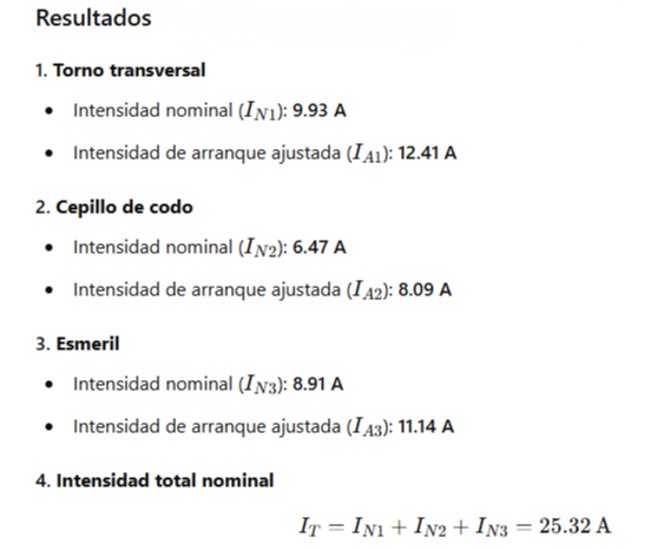 Resultados
1. Torno transversal
• Intensidad nominal (I_{N1}): 9.93 A
• Intensidad de arranque ajustada (I_{A1}): 12.41 A
2. Cepillo de codo
• Intensidad nominal (I_{N2}): 6.47 A
• Intensidad de arranque ajustada (I_{A2}): 8.09 A
3. Esmeril
• Intensidad nominal (I_{N3}): 8.91 A
• Intensidad de arranque ajustada (I_{A3}): 11.14 A
4. Intensidad total nominal
I_T = I_{N1} + I_{N2} + I_{N3} = 25.32 A